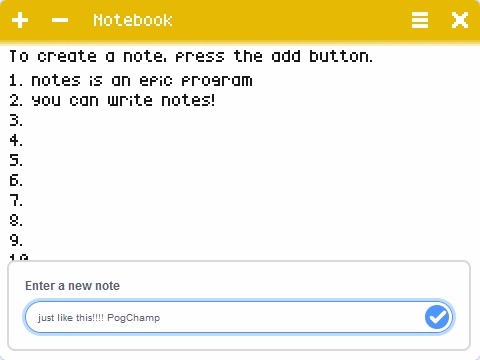 Notebook
To create a note, press the add button.
1. notes is an epic program
2. you can write notes!
3.
4.
5.
6.
7.
8.
9.
10
Enter a new note
just like this!!!! PogChamp